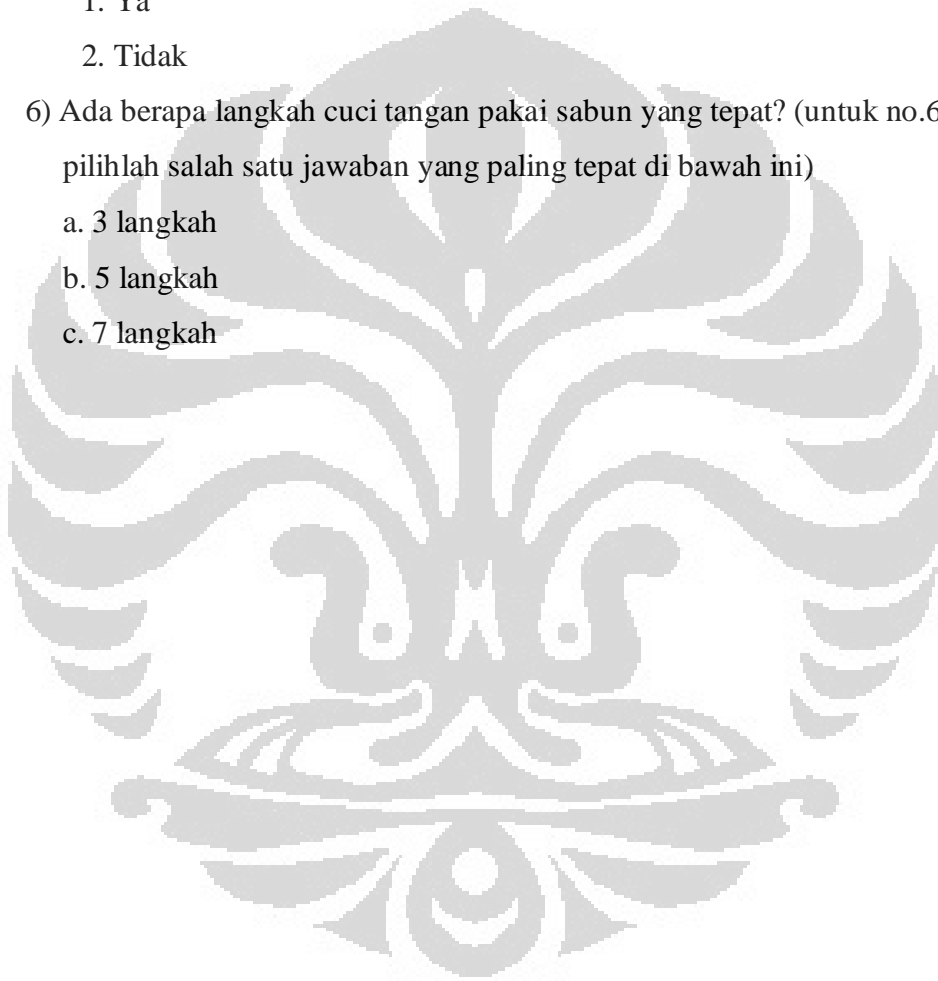 1. Ya
2. Tidak
6) Ada berapa langkah cuci tangan pakai sabun yang tepat? (untuk no.6
pilihlah salah satu jawaban yang paling tepat di bawah ini)
a. 3 langkah
b. 5 langkah
c. 7 langkah